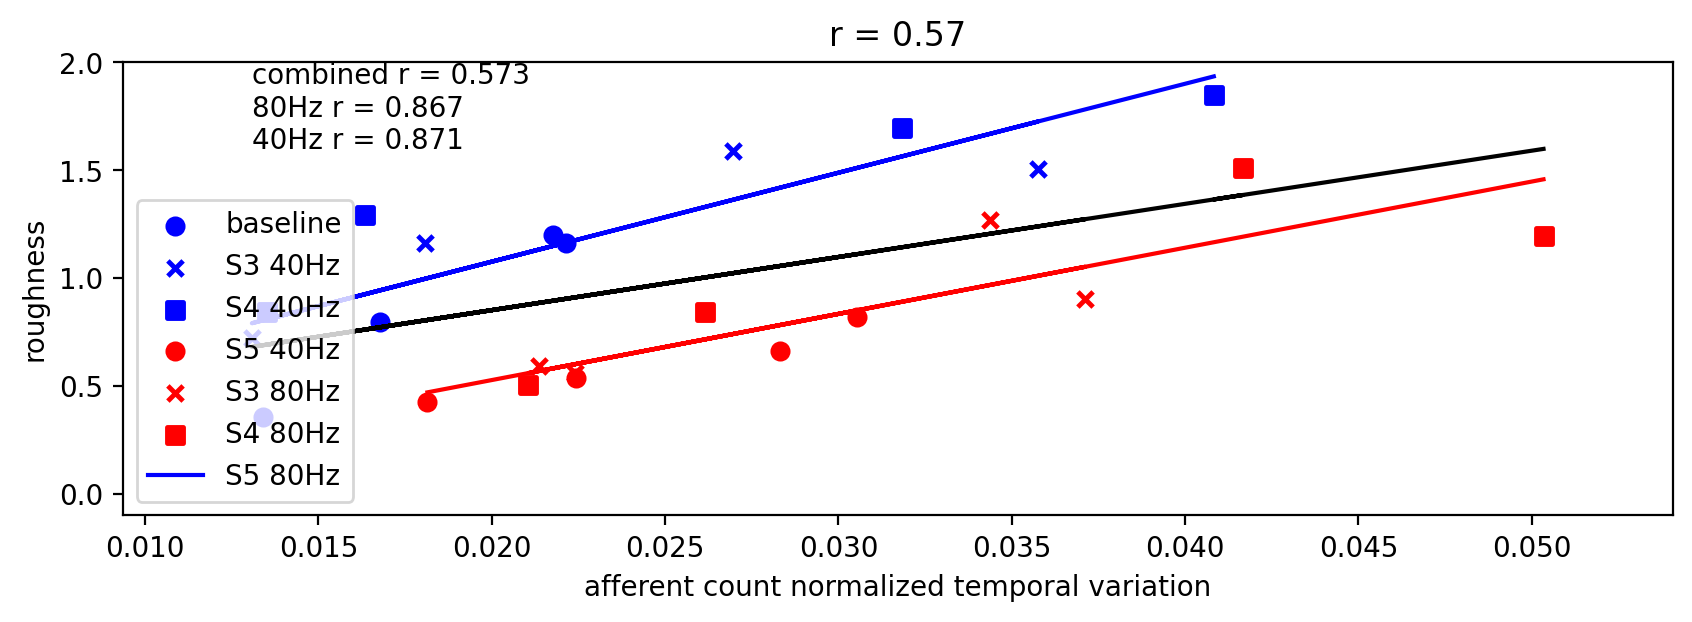 r = 0.57
combined r = 0.573
80Hz r = 0.867
40Hz r = 0.871
2.0
1.5
1.0
0.5
0.0
roughness
baseline
S3 40Hz
S4 40Hz
S5 40Hz
S3 80Hz
S4 80Hz
S5 80Hz
0.010 0.015 0.020 0.025 0.030 0.035 0.040 0.045 0.050
afferent count normalized temporal variation